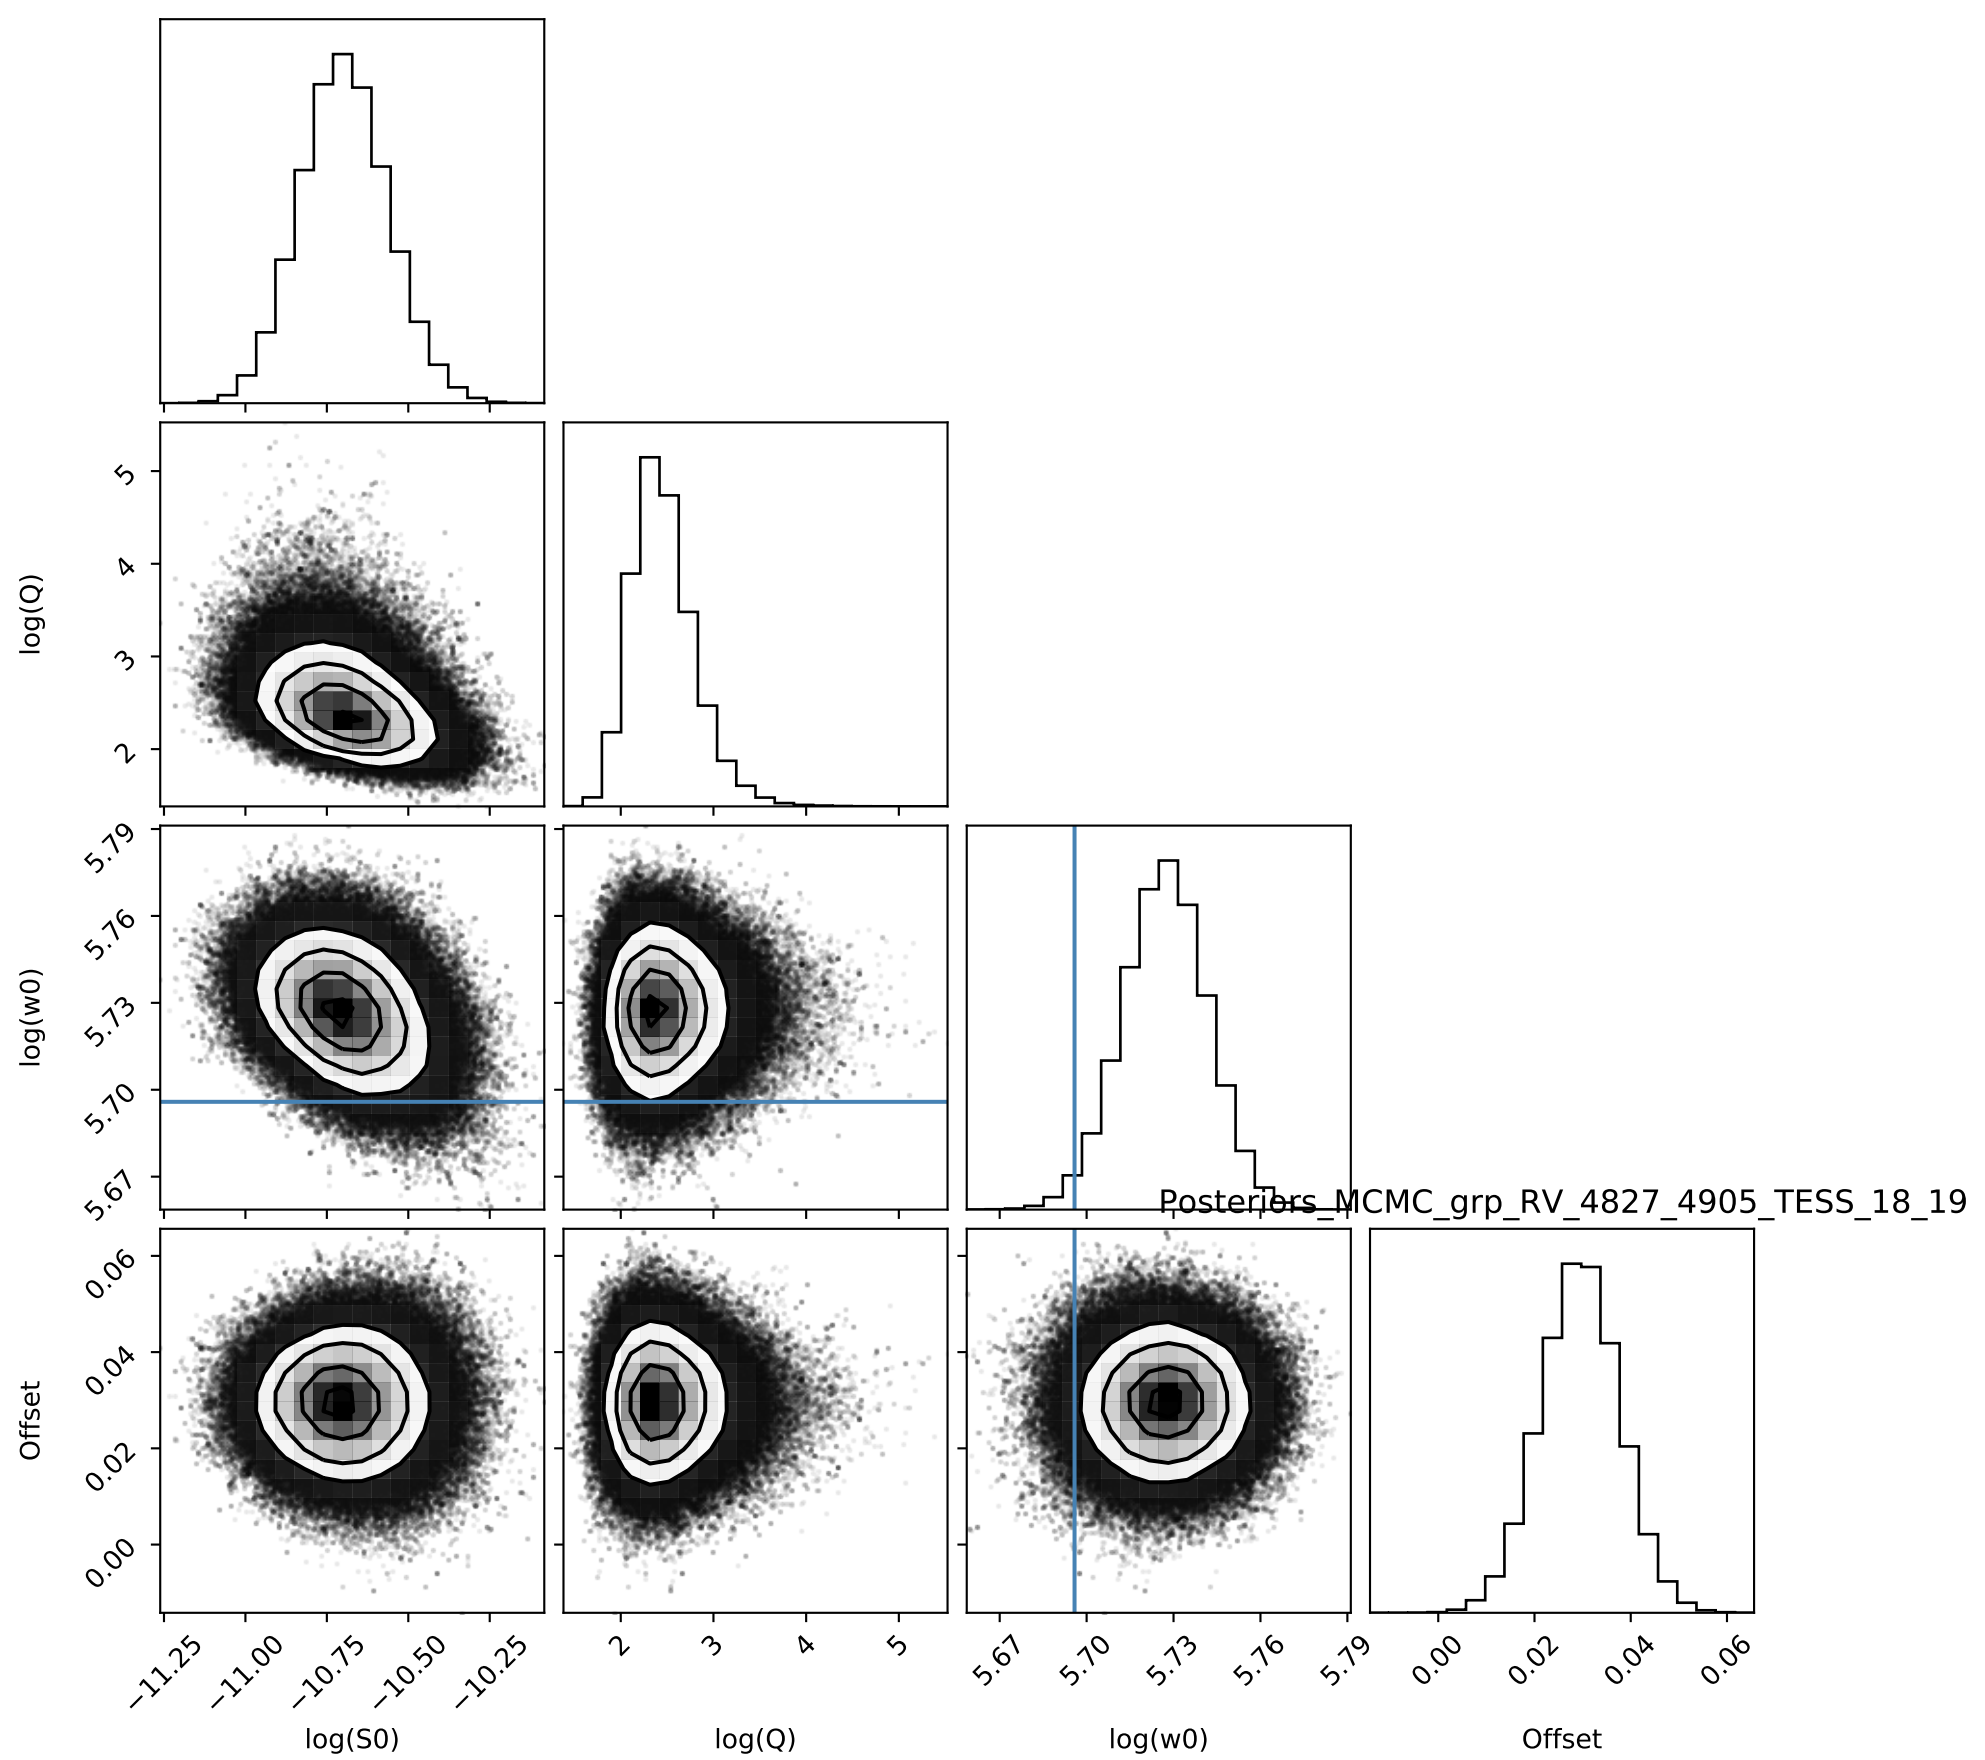 5
4
3
2
log(Q)
5.79
5.76
5.73
5.70
5.67
log(w0)
Posteriors_MCMC_grp_RV_4827_4905_TESS_18_19
0.06
0.04
0.02
0.00
Offset
−11.25 −11.00 −10.75 −10.50 −10.25 2 3 4 5 5.67 5.70 5.73 5.76 5.79 0.00 0.02 0.04 0.06
log(S0) log(Q) log(w0) Offset